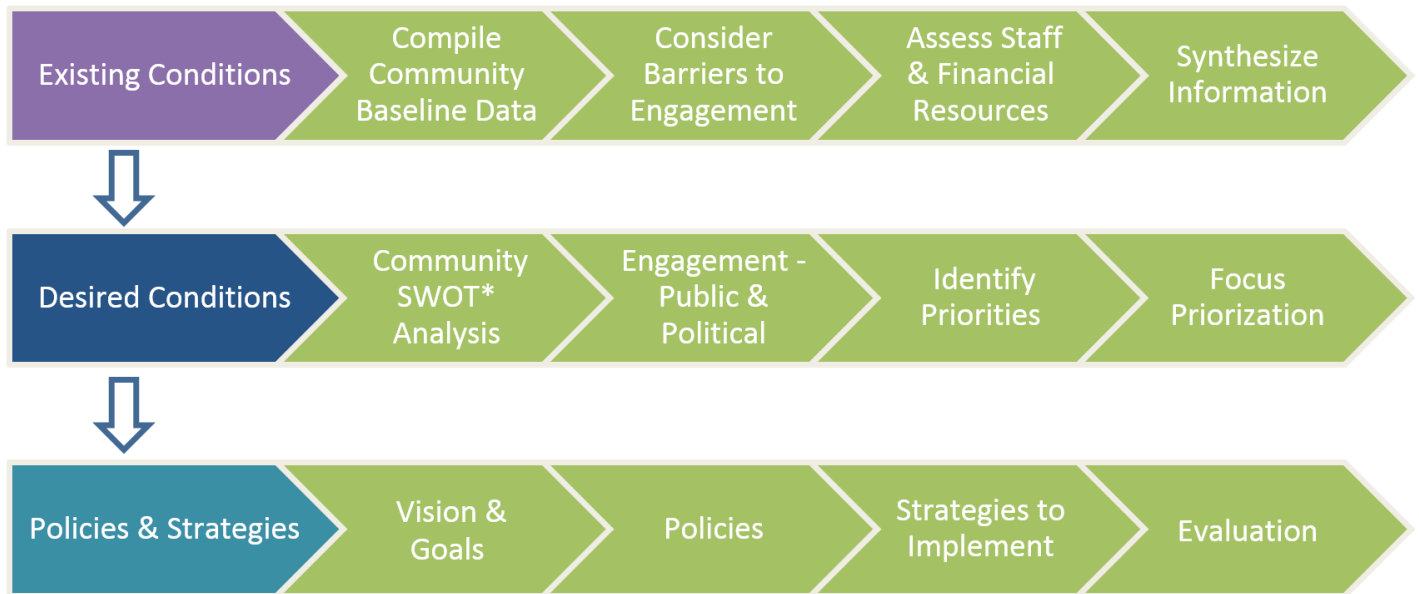 Existing Conditions
Compile
Community
Baseline Data
Consider
Barriers to
Engagement
Assess Staff
& Financial
Resources
Synthesize
Information
Desired Conditions
Community
SWOT*
Analysis
Engagement -
Public &
Political
Identify
Priorities
Focus
Priorization
Policies & Strategies
Vision &
Goals
Policies
Strategies to
Implement
Evaluation